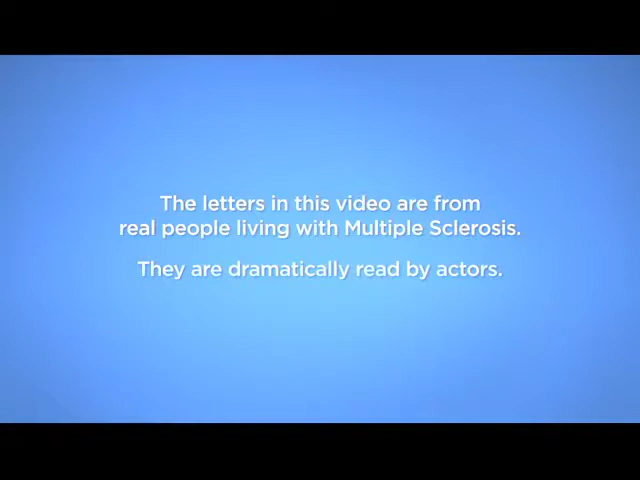 The letters in this video are from
real people living with Multiple Sclerosis.
They are dramatically read by actors.